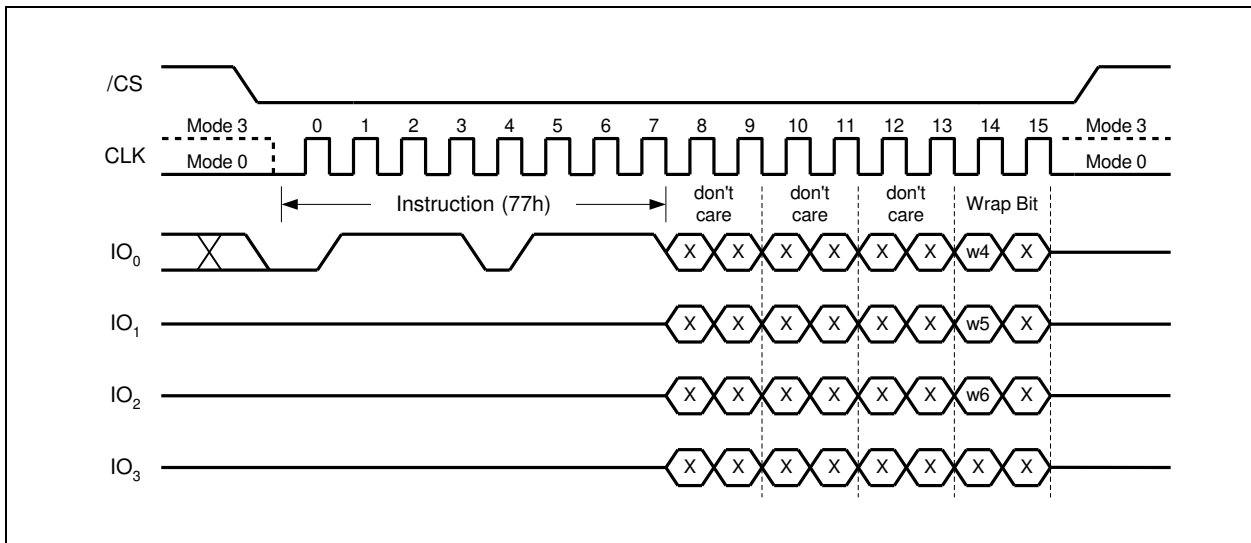 /CS
Mode 3 0 1 2 3 4 5 6 7 8 9 10 11 12 13 14 15 Mode 3
CLK Mode 0 Mode 0
Instruction (77h) don't care don't care don't care Wrap Bit
IO0 X X X X X X w4 X
IO1 X X X X X X w5 X
IO2 X X X X X X w6 X
IO3 X X X X X X X X